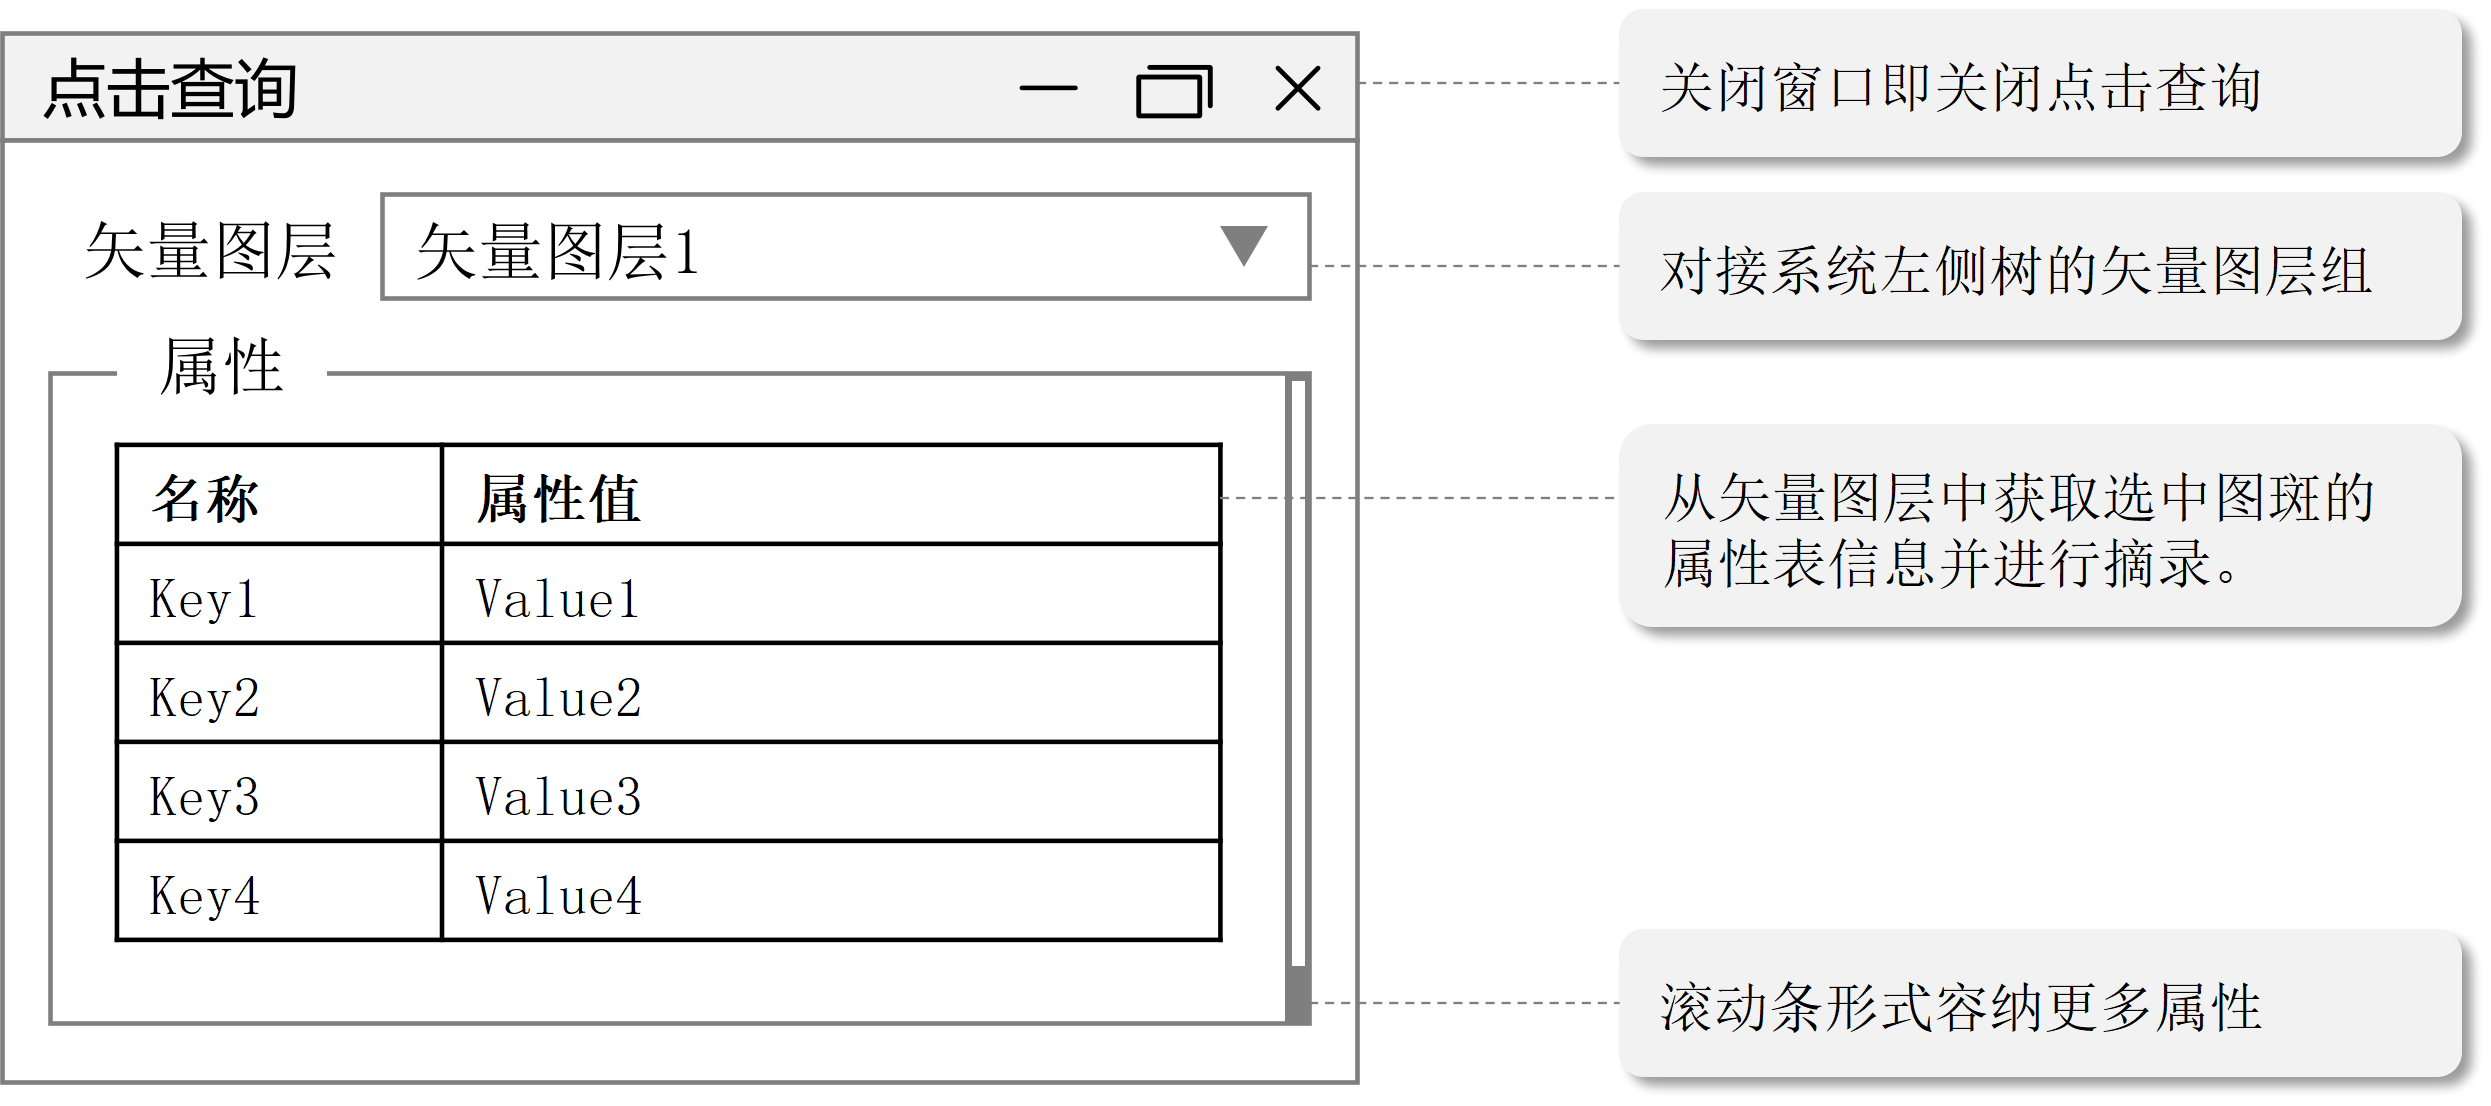 点击查询
关闭窗口即关闭点击查询
矢量图层 矢量图层1
对接系统左侧树的矢量图层组
属性
名称 属性值
从矢量图层中获取选中图斑的
属性表信息并进行摘录。
Key1 Value1
Key2 Value2
Key3 Value3
Key4 Value4
滚动条形式容纳更多属性